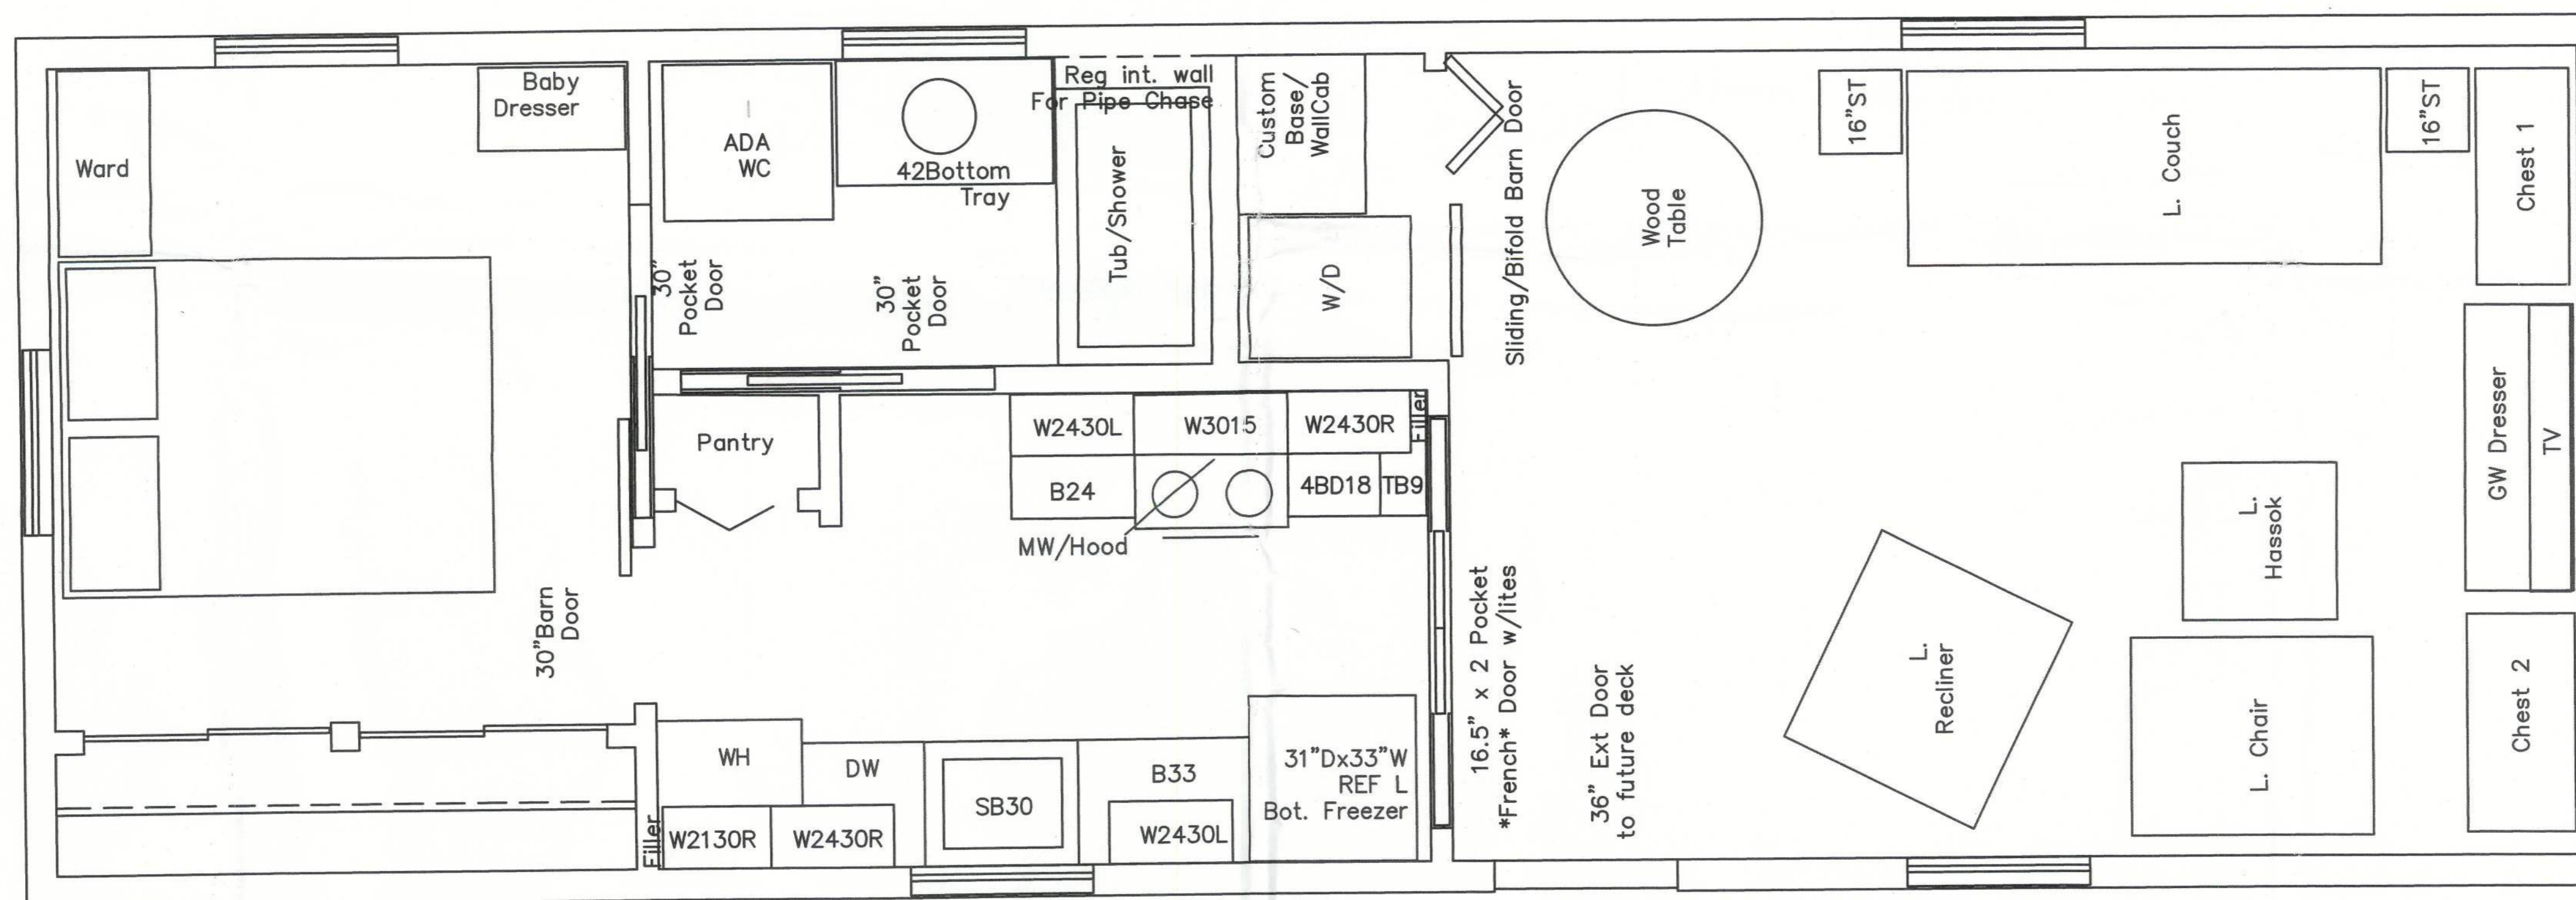 Baby
Dresser
Ward
ADA
WC
42Bottom
Tray
Reg int. wall
For Pipe Chase
Tub/Shower
Custom
Base/
WallCab
W/D
Sliding/Bifold Barn Door
Wood
Table
16"ST
L. Couch
16"ST
Chest 1
30"
Pocket
Door
30"
Pocket
Door
Pantry
W2430L
W3015
W2430R
Filler
B24
4BD18
TB9
MW/Hood
GW Dresser
TV
L.
Hassok
30"Barn
Door
16.5" x 2 Pocket
*French* Door w/lites
36" Ext Door
to future deck
L.
Recliner
L. Chair
Chest 2
WH
DW
SB30
B33
31"Dx33"W
REF L
Bot. Freezer
Filler
W2130R
W2430R
W2430L